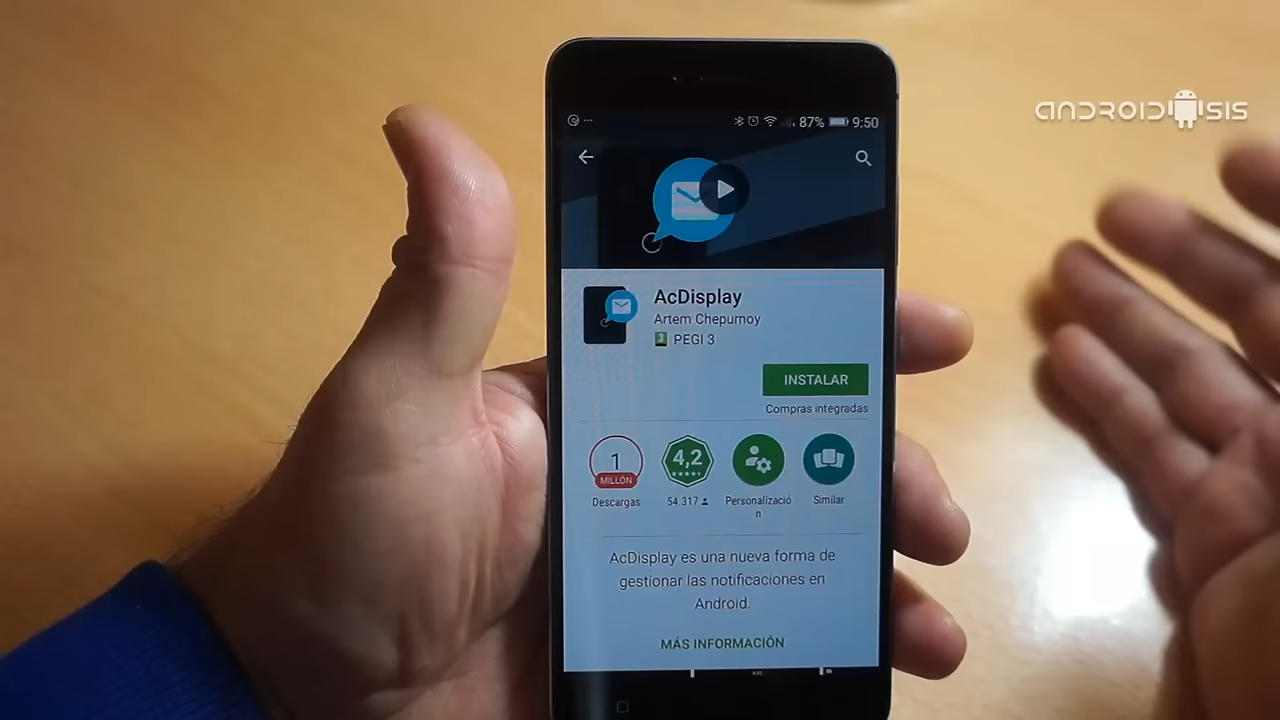 ANDROIDSIS
87% 9:50
AcDisplay
Artem Chepurnoy
3 PEGI 3
INSTALAR
Compras integradas
1
MILLÓN
Descargas
4,2
54.317
Personalizació
n
Similar
AcDisplay es una nueva forma de
gestionar las notificaciones en
Android.
MÁS INFORMACIÓN